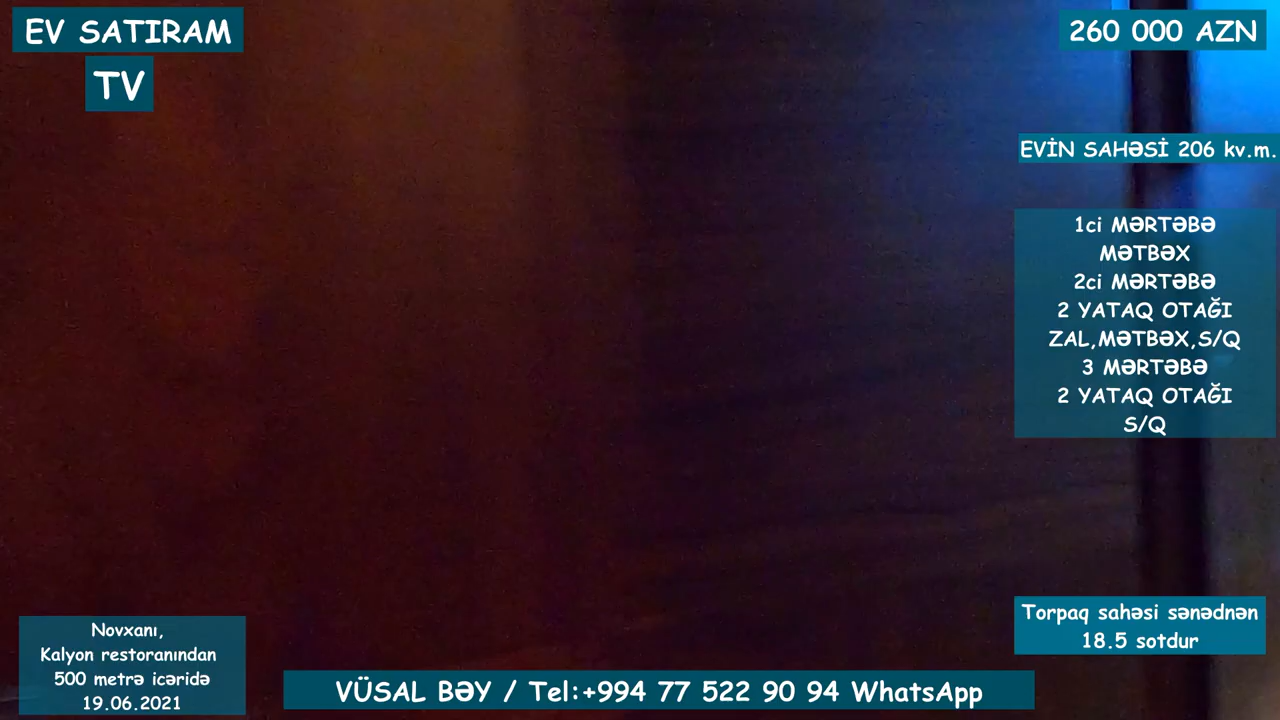 EV SATIRAM
TV
260 000 AZN
EVİN SAHƏSİ 206 kv.m.
1ci MƏRTƏBƏ
MƏTBƏX
2ci MƏRTƏBƏ
2 YATAQ OTAĞI
ZAL,MƏTBƏX,S/Q
3 MƏRTƏBƏ
2 YATAQ OTAĞI
S/Q
Torpaq sahəsi sənədnən
18.5 sotdur
Novxanı,
Kalyon restoranından
500 metrə icəridə
19.06.2021
VÜSAL BƏY / Tel:+994 77 522 90 94 WhatsApp